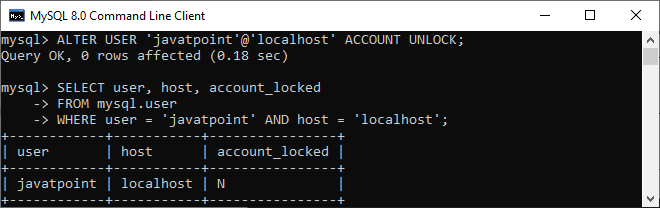 MySQL 8.0 Command Line Client
mysql> ALTER USER 'javatpoint'@'localhost' ACCOUNT UNLOCK;
Query OK, 0 rows affected (0.18 sec)
mysql> SELECT user, host, account_locked
    -> FROM mysql.user
    -> WHERE user = 'javatpoint' AND host = 'localhost';
+------------+-----------+----------------+
| user       | host      | account_locked |
+------------+-----------+----------------+
| javatpoint | localhost | N              |
+------------+-----------+----------------+